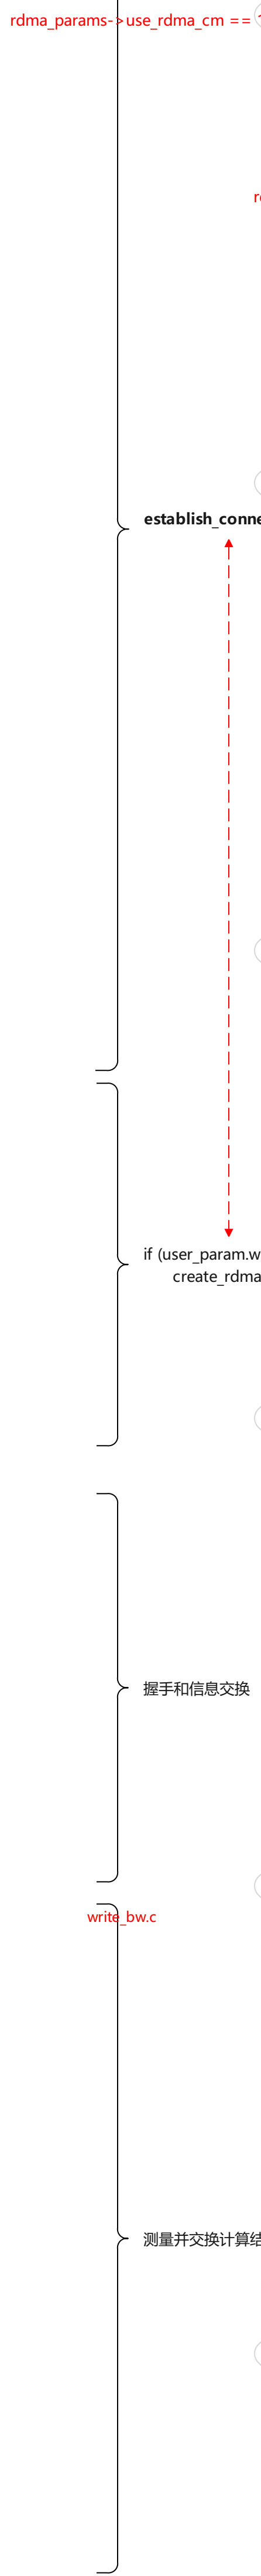 rdma_params->use_rdma_cm ==
establish_conne
if (user_param.w
create_rdma
握手和信息交换
write_bw.c
测量并交换计算结